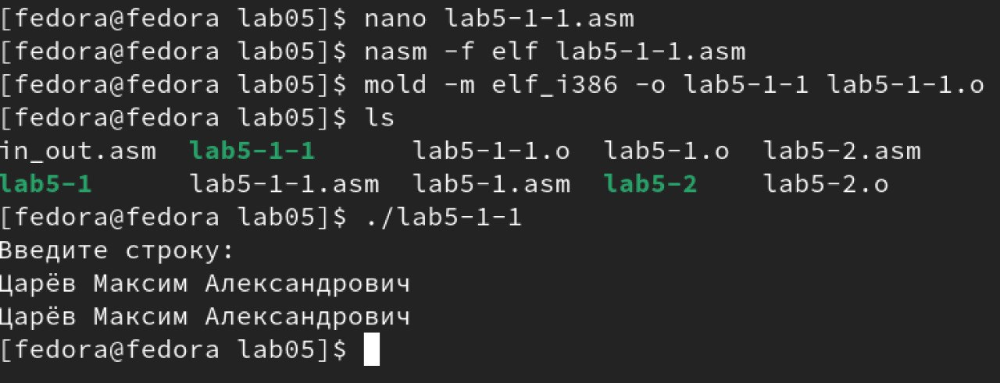 [fedora@fedora lab05]$ nano lab5-1-1.asm
[fedora@fedora lab05]$ nasm -f elf lab5-1-1.asm
[fedora@fedora lab05]$ mold -m elf_i386 -o lab5-1-1 lab5-1-1.o
[fedora@fedora lab05]$ ls
in_out.asm  lab5-1-1      lab5-1-1.o  lab5-1.o  lab5-2.asm
lab5-1      lab5-1-1.asm  lab5-1.asm  lab5-2    lab5-2.o
[fedora@fedora lab05]$ ./lab5-1-1
Введите строку:
Царёв Максим Александрович
Царёв Максим Александрович
[fedora@fedora lab05]$